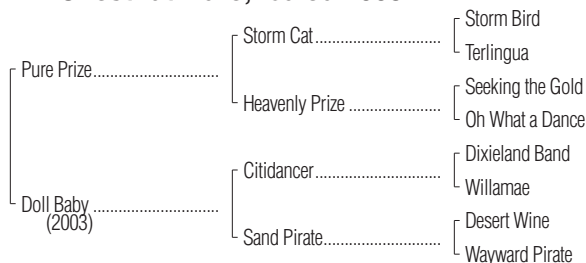 Storm Bird
Storm Cat
Terlingua
Pure Prize
Seeking the Gold
Heavenly Prize
Oh What a Dance
Dixieland Band
Citidancer
Willamae
Doll Baby
(2003)
Desert Wine
Sand Pirate
Wayward Pirate